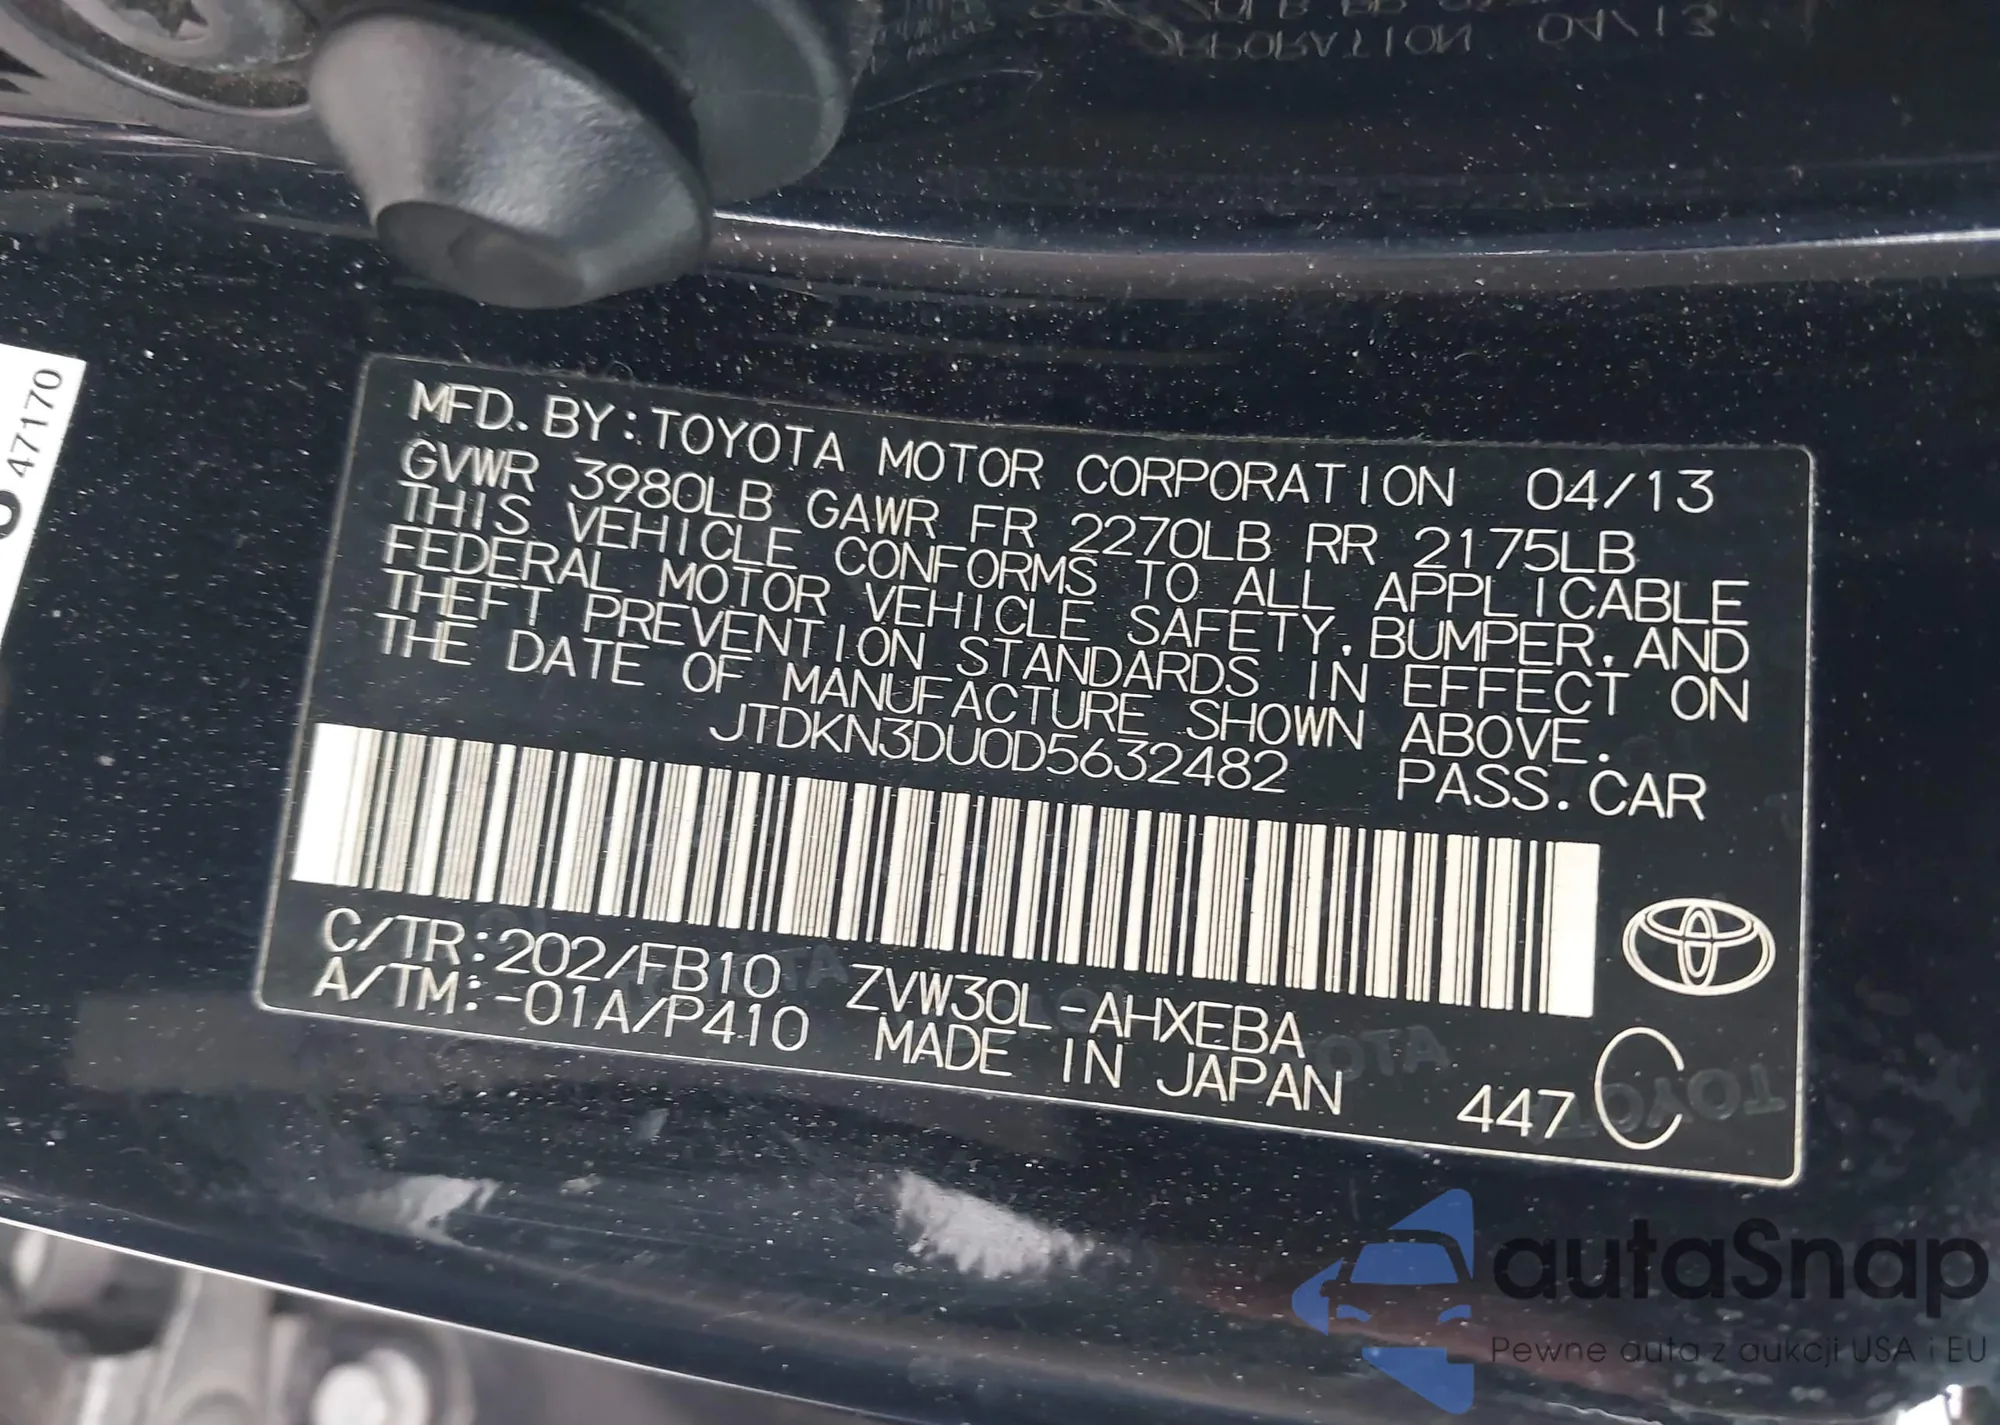 ORPORATION 04/13
47170
MFD. BY:TOYOTA MOTOR CORPORATION 04/13
GVWR 3980LB GAWR FR 2270LB RR 2175LB
THIS VEHICLE CONFORMS TO ALL APPLICABLE
FEDERAL MOTOR VEHICLE SAFETY, BUMPER, AND
THEFT PREVENTION STANDARDS IN EFFECT ON
THE DATE OF MANUFACTURE SHOWN ABOVE.
JTDKN3DU0D5632482 PASS. CAR
C/TR:202/FB10 ZVW30L-AHXEBA
A/TM:-01A/P410 MADE IN JAPAN 447 C
autaSnap
Pewne auta z aukcji USA i EU